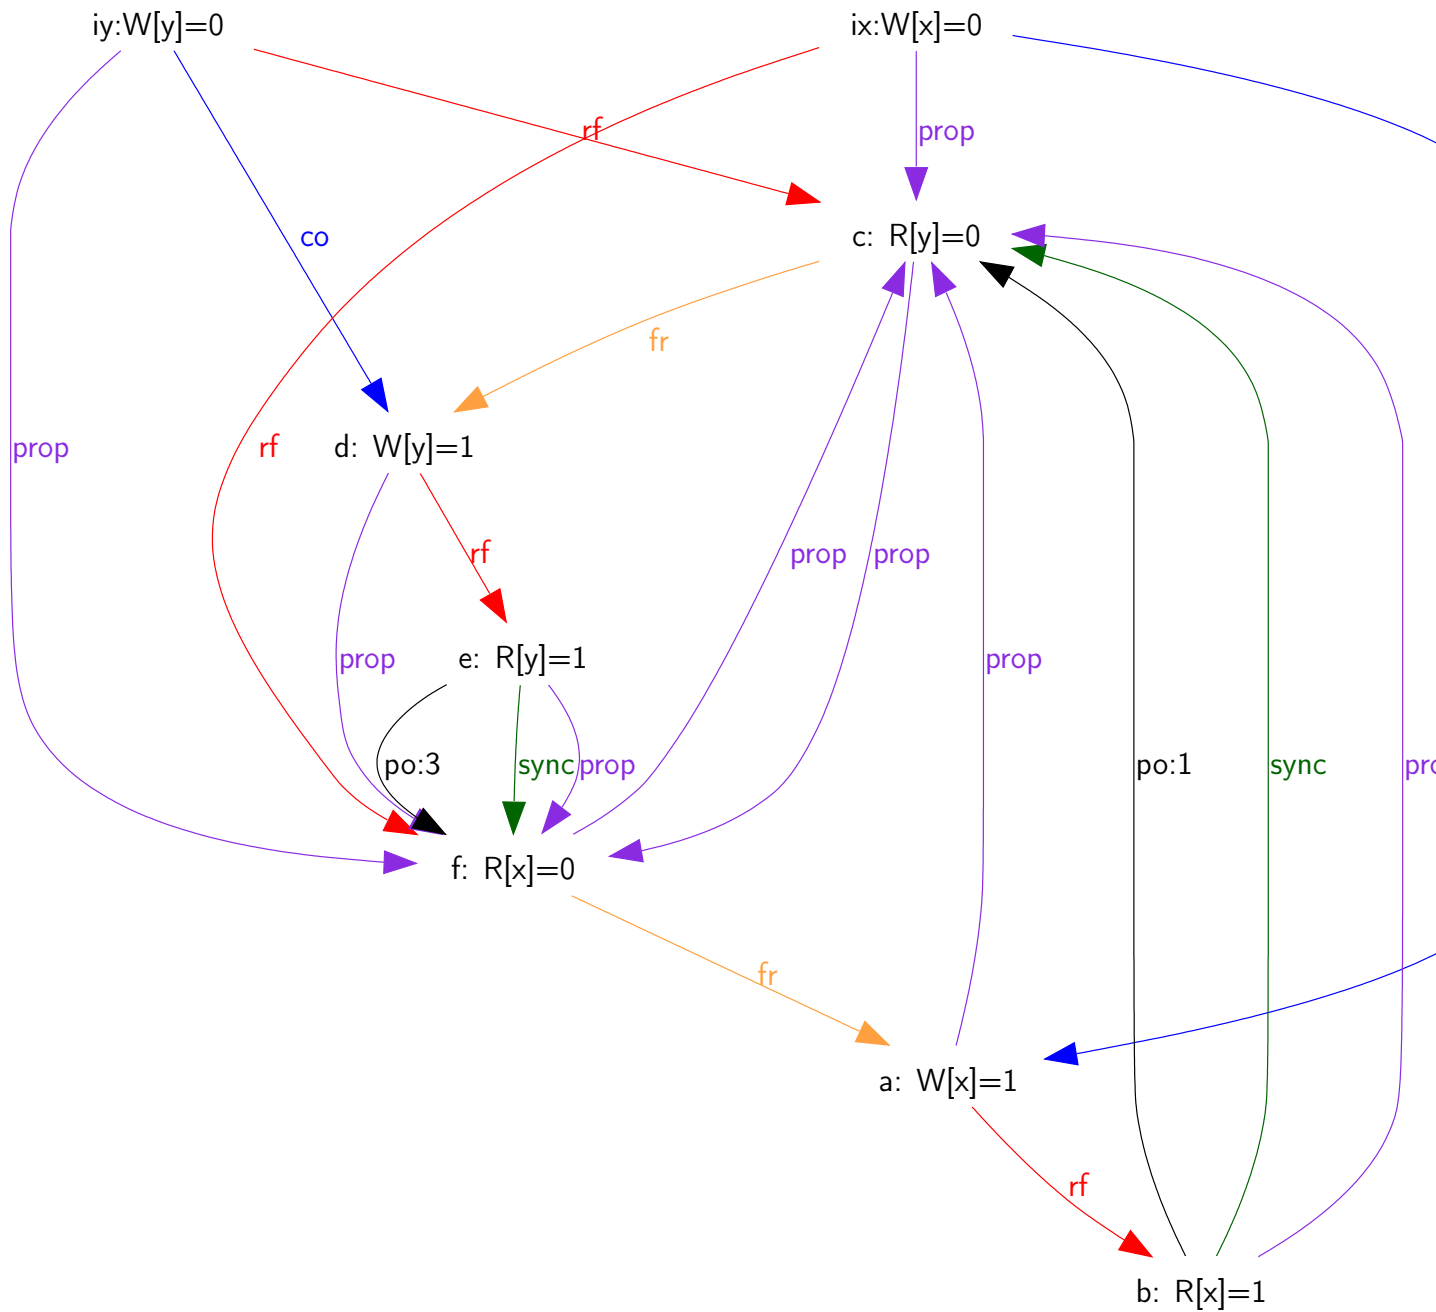 iy:W[y]=0
ix:W[x]=0
rf
prop
co
c: R[y]=0
fr
prop
rf
d: W[y]=1
rf
prop
prop
prop
e: R[y]=1
prop
po:3
sync
prop
po:1
sync
f: R[x]=0
fr
a: W[x]=1
rf
b: R[x]=1